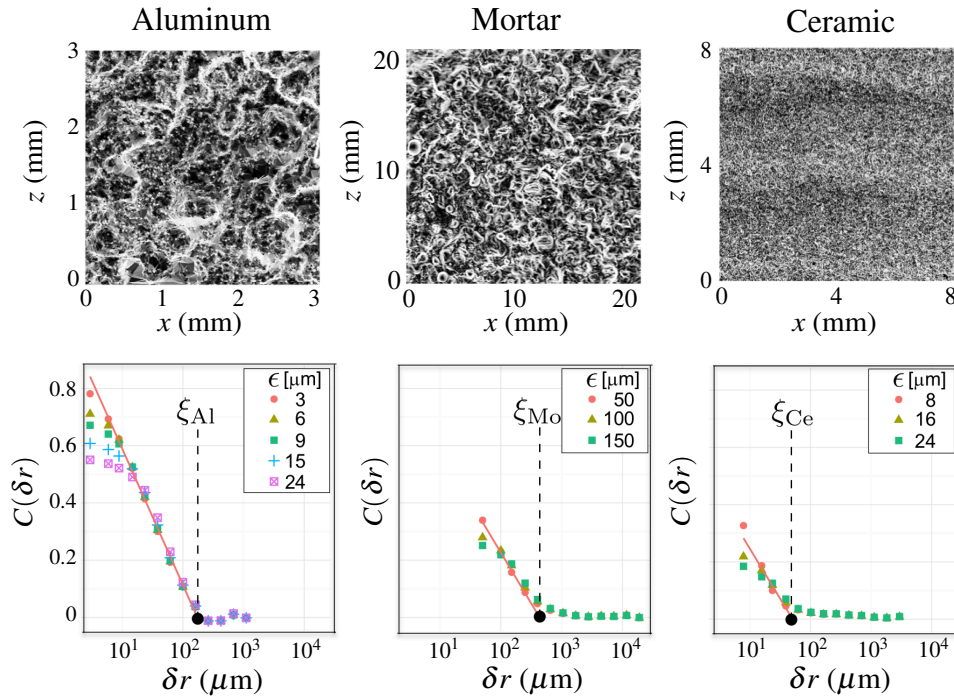 Aluminum
Mortar
Ceramic
3
2
1
0
z (mm)
0 1 2 3
x (mm)
20
10
0
z (mm)
0 10 20
x (mm)
8
4
0
z (mm)
0 4 8
x (mm)
0.8
0.6
0.4
0.2
0
C(δr)
ϵ [μm]
3
6
9
15
24
ξAl
10¹ 10² 10³ 10⁴
δr (μm)
C(δr)
ϵ [μm]
50
100
150
ξMo
10¹ 10² 10³ 10⁴
δr (μm)
C(δr)
ϵ [μm]
8
16
24
ξCe
10¹ 10² 10³ 10⁴
δr (μm)